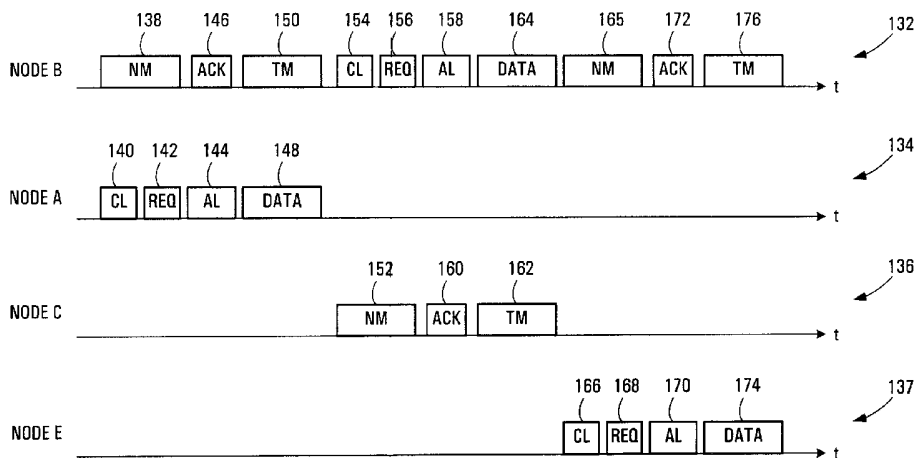 138 146 150 154 156 158 164 165 172 176 132
NODE B NM ACK TM CL REQ AL DATA NM ACK TM t
140 142 144 148 134
NODE A CL REQ AL DATA t
152 160 162 136
NODE C NM ACK TM t
166 168 170 174 137
NODE E CL REQ AL DATA t